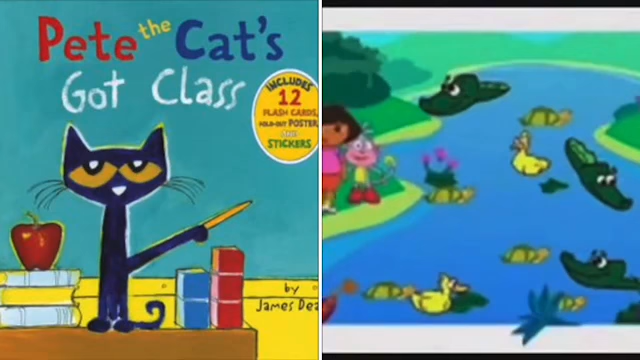 Pete the Cat's
Got Class
INCLUDES
12
FLASH CARDS,
FOLD-OUT POSTER,
AND
STICKERS
by
James Dea